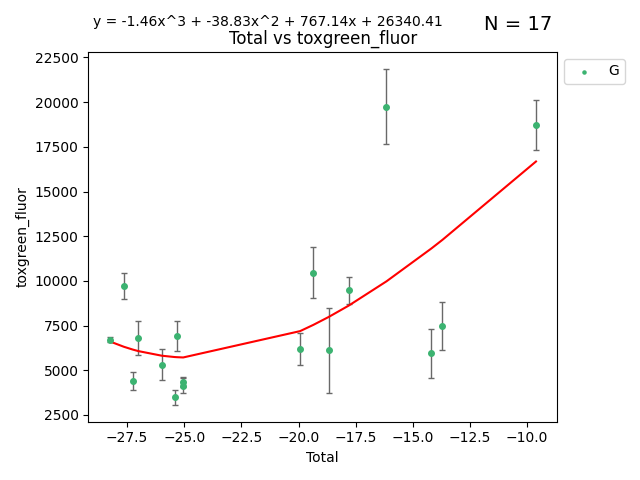 y = -1.46x^3 + -38.83x^2 + 767.14x + 26340.41
N = 17
Total vs toxgreen_fluor
G
22500
20000
17500
15000
12500
10000
7500
5000
2500
toxgreen_fluor
−27.5 −25.0 −22.5 −20.0 −17.5 −15.0 −12.5 −10.0
Total